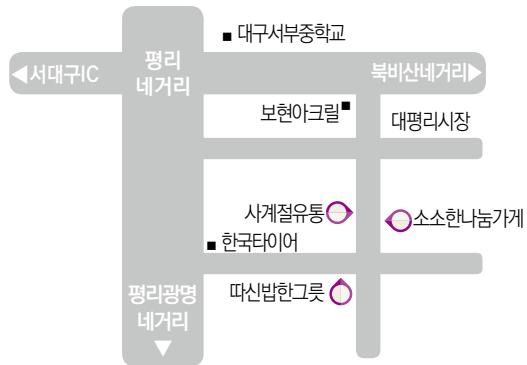 ■ 대구서부중학교
◀서대구IC
평리
네거리
북비산네거리▶
보현아크릴■
대평리시장
사계절유통
소소한나눔가게
■ 한국타이어
평리광명
네거리
▼
따신밥한그릇